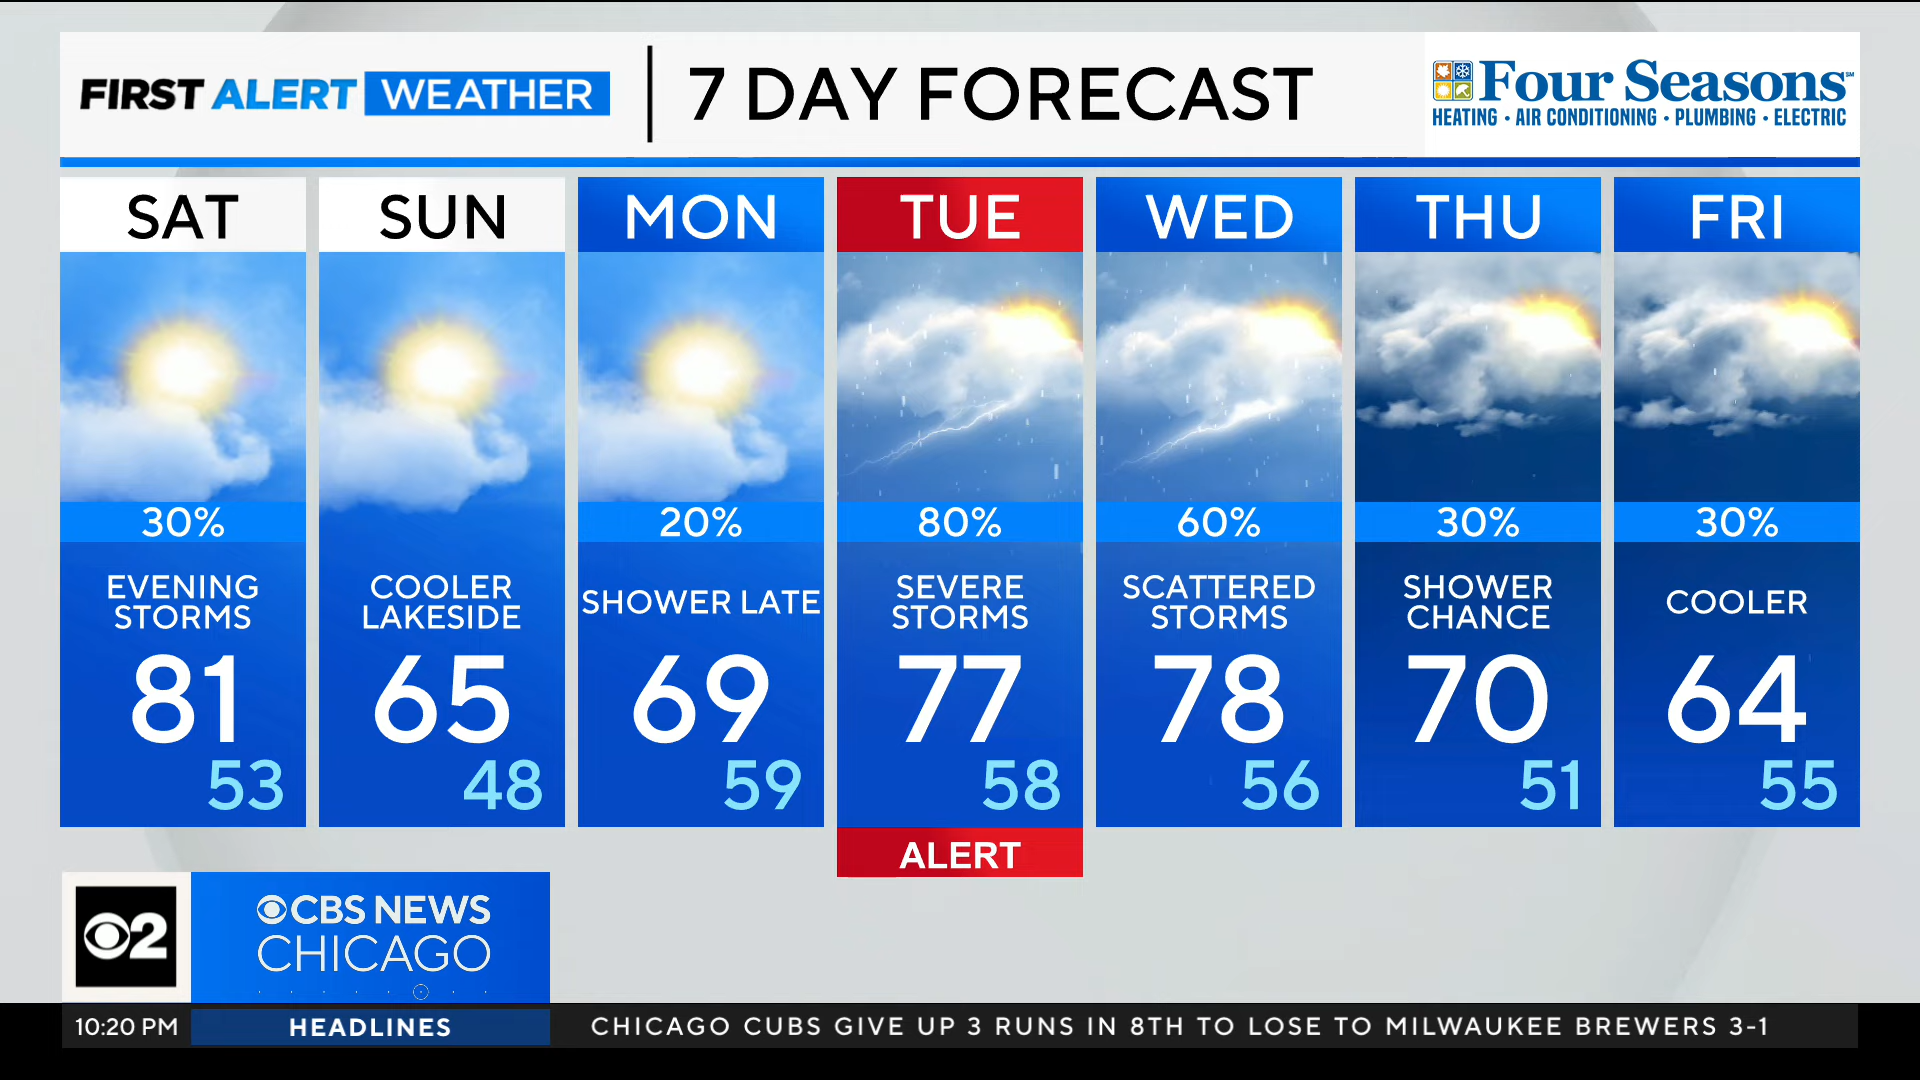 FIRST ALERT WEATHER
7 DAY FORECAST
Four Seasons℠
HEATING • AIR CONDITIONING • PLUMBING • ELECTRIC
SAT
30%
EVENING
STORMS
81
53
SUN
COOLER
LAKESIDE
65
48
MON
20%
SHOWER LATE
69
59
TUE
80%
SEVERE
STORMS
77
58
ALERT
WED
60%
SCATTERED
STORMS
78
56
THU
30%
SHOWER
CHANCE
70
51
FRI
30%
COOLER
64
55
2
CBS NEWS
CHICAGO
10:20 PM
HEADLINES
CHICAGO CUBS GIVE UP 3 RUNS IN 8TH TO LOSE TO MILWAUKEE BREWERS 3-1